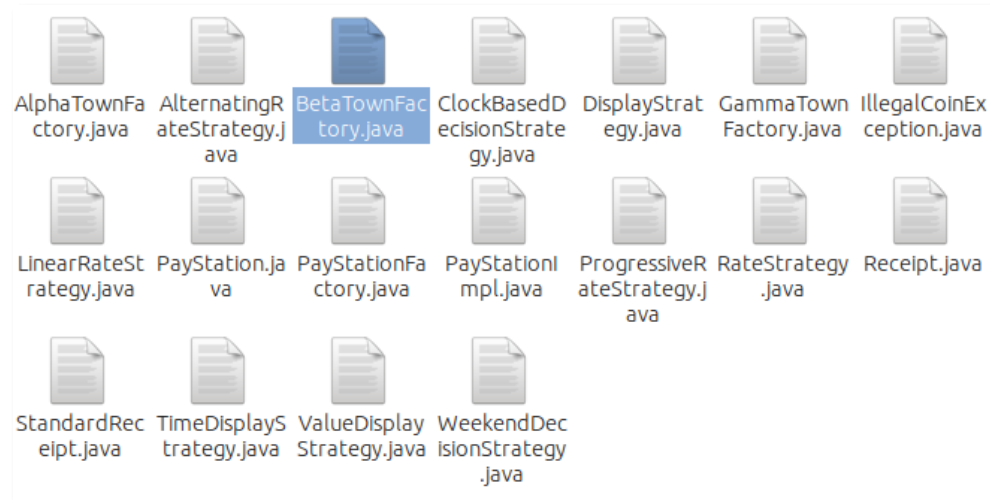 AlphaTownFa
ctory.java
AlternatingR
ateStrategy.j
ava
BetaTownFac
tory.java
ClockBasedD
ecisionStrate
gy.java
DisplayStrat
egy.java
GammaTown
Factory.java
IllegalCoinEx
ception.java
LinearRateSt
rategy.java
PayStation.ja
va
PayStationFa
ctory.java
PayStationI
mpl.java
ProgressiveR
ateStrategy.j
ava
RateStrategy
.java
Receipt.java
StandardRec
eipt.java
TimeDisplayS
trategy.java
ValueDisplay
Strategy.java
WeekendDec
isionStrategy
.java